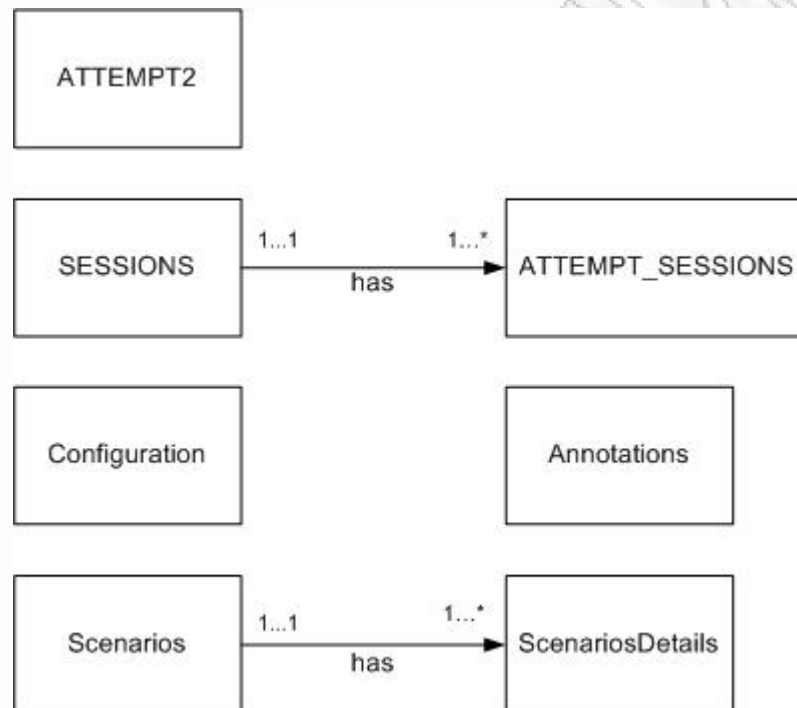 ATTEMPT2
SESSIONS
1...1
1...*
has
ATTEMPT_SESSIONS
Configuration
Annotations
Scenarios
1...1
1...*
has
ScenariosDetails